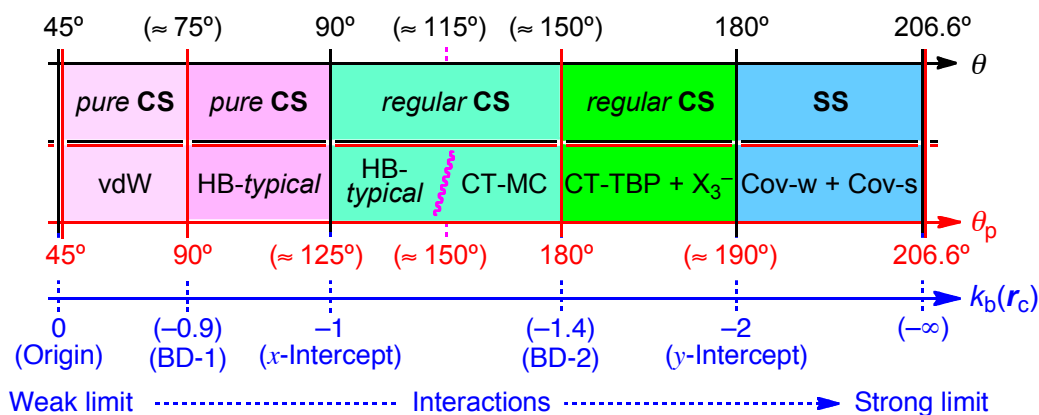 45º (≈ 75º) 90º (≈ 115º) (≈ 150º) 180º 206.6º
θ
pure CS pure CS regular CS regular CS SS
vdW HB-typical HB-typical CT-MC CT-TBP + X₃⁻ Cov-w + Cov-s
θp
45º 90º (≈ 125º) (≈ 150º) 180º (≈ 190º) 206.6º
kb(rc)
0 (–0.9) –1 (–1.4) –2 (–∞)
(Origin) (BD-1) (x-Intercept) (BD-2) (y-Intercept)
Weak limit Interactions Strong limit